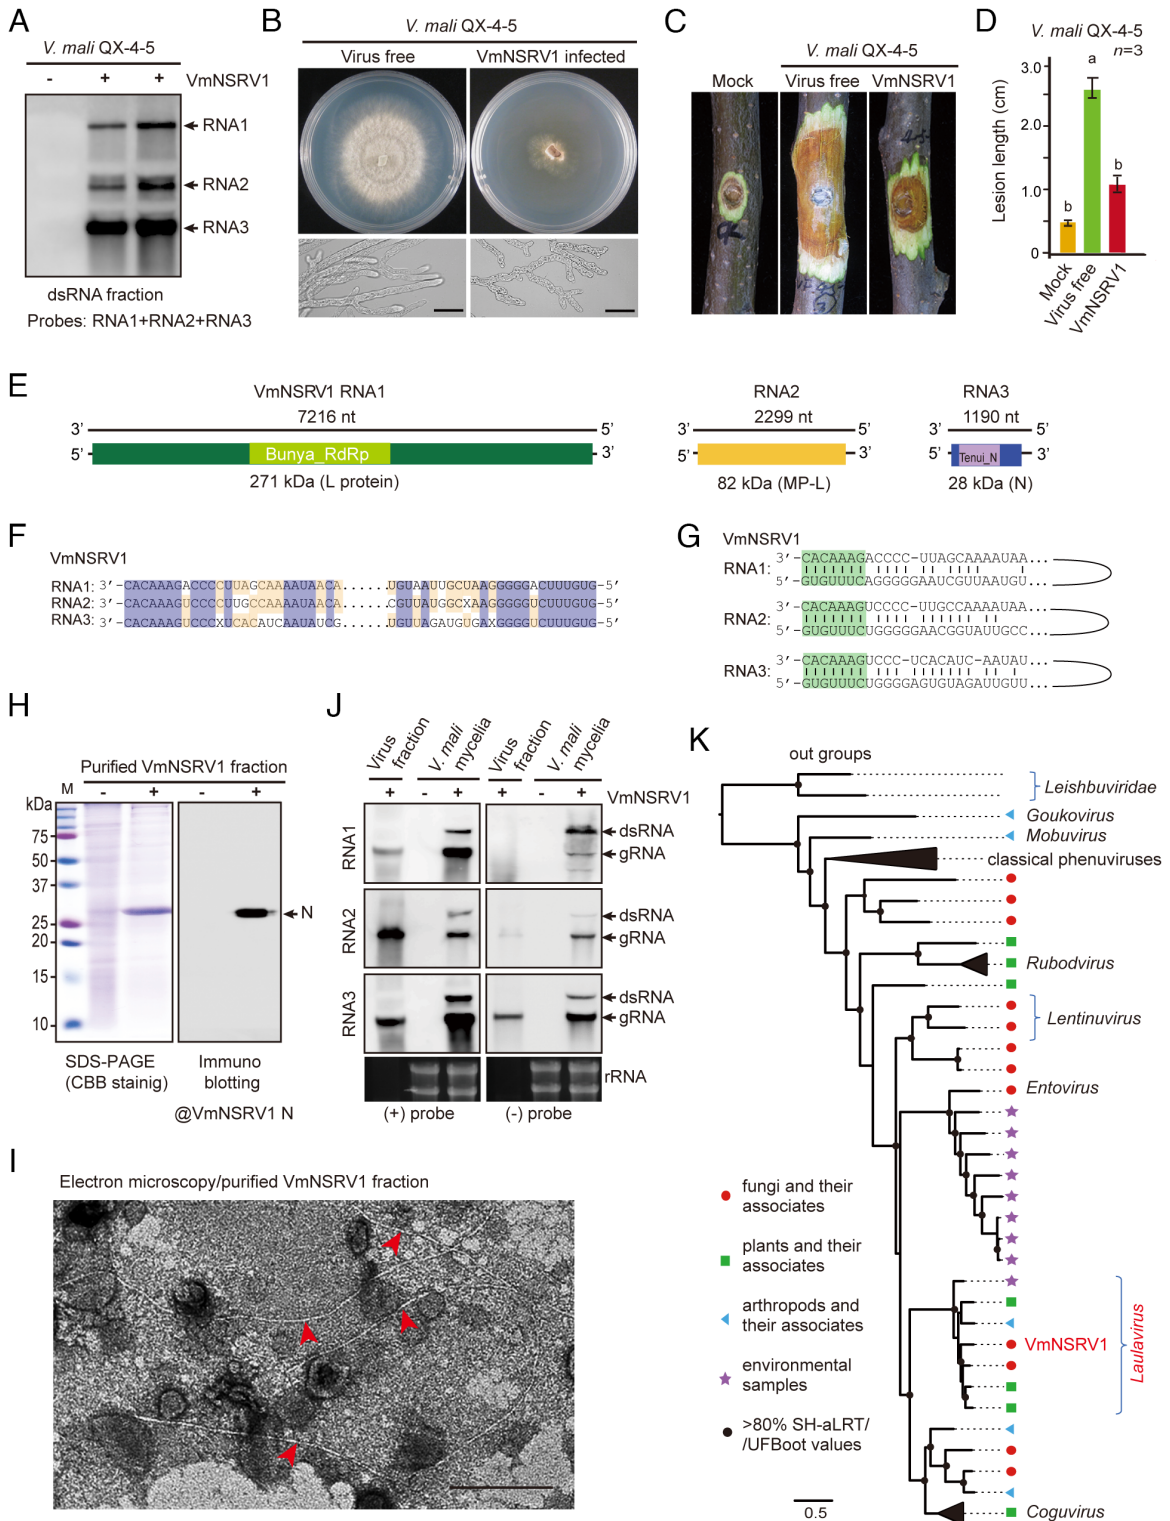 A
V. mali QX-4-5
- + + VmNSRV1
RNA1
RNA2
RNA3
dsRNA fraction
Probes: RNA1+RNA2+RNA3
B
V. mali QX-4-5
Virus free VmNSRV1 infected
C
V. mali QX-4-5
Mock Virus free VmNSRV1
D
V. mali QX-4-5
n=3
Lesion length (cm)
3.0
2.0
1.0
0
b a b
Mock
Virus free
VmNSRV1
E
VmNSRV1 RNA1
7216 nt
3' 5'
5' Bunya_RdRp 3'
271 kDa (L protein)
RNA2
2299 nt
3' 5'
5' 3'
82 kDa (MP-L)
RNA3
1190 nt
3' 5'
5' Tenui_N 3'
28 kDa (N)
F
VmNSRV1
RNA1: 3'-CACAAAGACCCCUUAGCAAAAUAACA......UGUAAUUGCUAAGGGGGACUUUGUG-5'
RNA2: 3'-CACAAAGUCCCCUUGCCAAAAUAACA......CGUUAUGGCXAAGGGGGUCUUUGUG-5'
RNA3: 3'-CACAAAGUCCCXUCACAUCAAUAUCG......UGUUAGAUGUGAXGGGGUCUUUGUG-5'
G
VmNSRV1
RNA1:
3'-CACAAAGACCCC-UUAGCAAAAUAA...
5'-GUGUUUCAGGGGGAAUCGUUAAUGU...
RNA2:
3'-CACAAAGUCCCC-UUGCCAAAAUAA...
5'-GUGUUUCUGGGGGAACGGUAUUGCC...
RNA3:
3'-CACAAAGUCCC-UCACAUC-AAUAU...
5'-GUGUUUCUGGGGAGUGUAGAUUGUU...
H
Purified VmNSRV1 fraction
M - + - +
kDa
75
50
37
25
20
15
10
N
SDS-PAGE
(CBB stainig)
Immuno
blotting
@VmNSRV1 N
J
Virus
fraction
V. mali
mycelia
Virus
fraction
V. mali
mycelia
+ - + + - + VmNSRV1
RNA1
dsRNA
gRNA
RNA2
dsRNA
gRNA
RNA3
dsRNA
gRNA
rRNA
(+) probe (-) probe
I
Electron microscopy/purified VmNSRV1 fraction
K
out groups
Leishbuviridae
Goukovirus
Mobuvirus
classical phenuviruses
Rubodvirus
Lentinuvirus
Entovirus
VmNSRV1
Laulavirus
Coguvirus
fungi and their
associates
plants and their
associates
arthropods and
their associates
environmental
samples
>80% SH-aLRT/
/UFBoot values
0.5